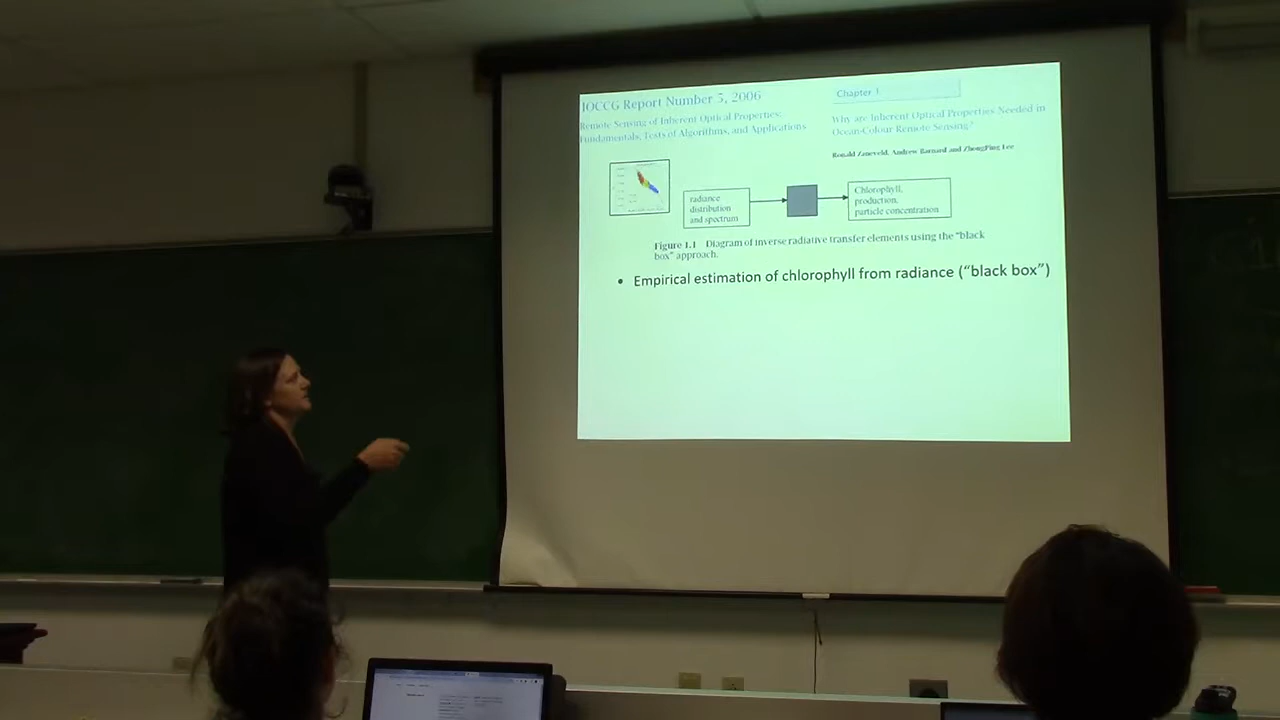 IOCCG Report Number 5, 2006
Remote Sensing of Inherent Optical Properties:
Fundamentals, Tests of Algorithms, and Applications
Chapter 1
Why are Inherent Optical Properties Needed in
Ocean-Colour Remote Sensing?
Ronald Zaneveld, Andrew Barnard and ZhongPing Lee
radiance
distribution
and spectrum
Chlorophyll,
production,
particle concentration
Figure 1.1 Diagram of inverse radiative transfer elements using the "black
box" approach.
• Empirical estimation of chlorophyll from radiance ("black box")